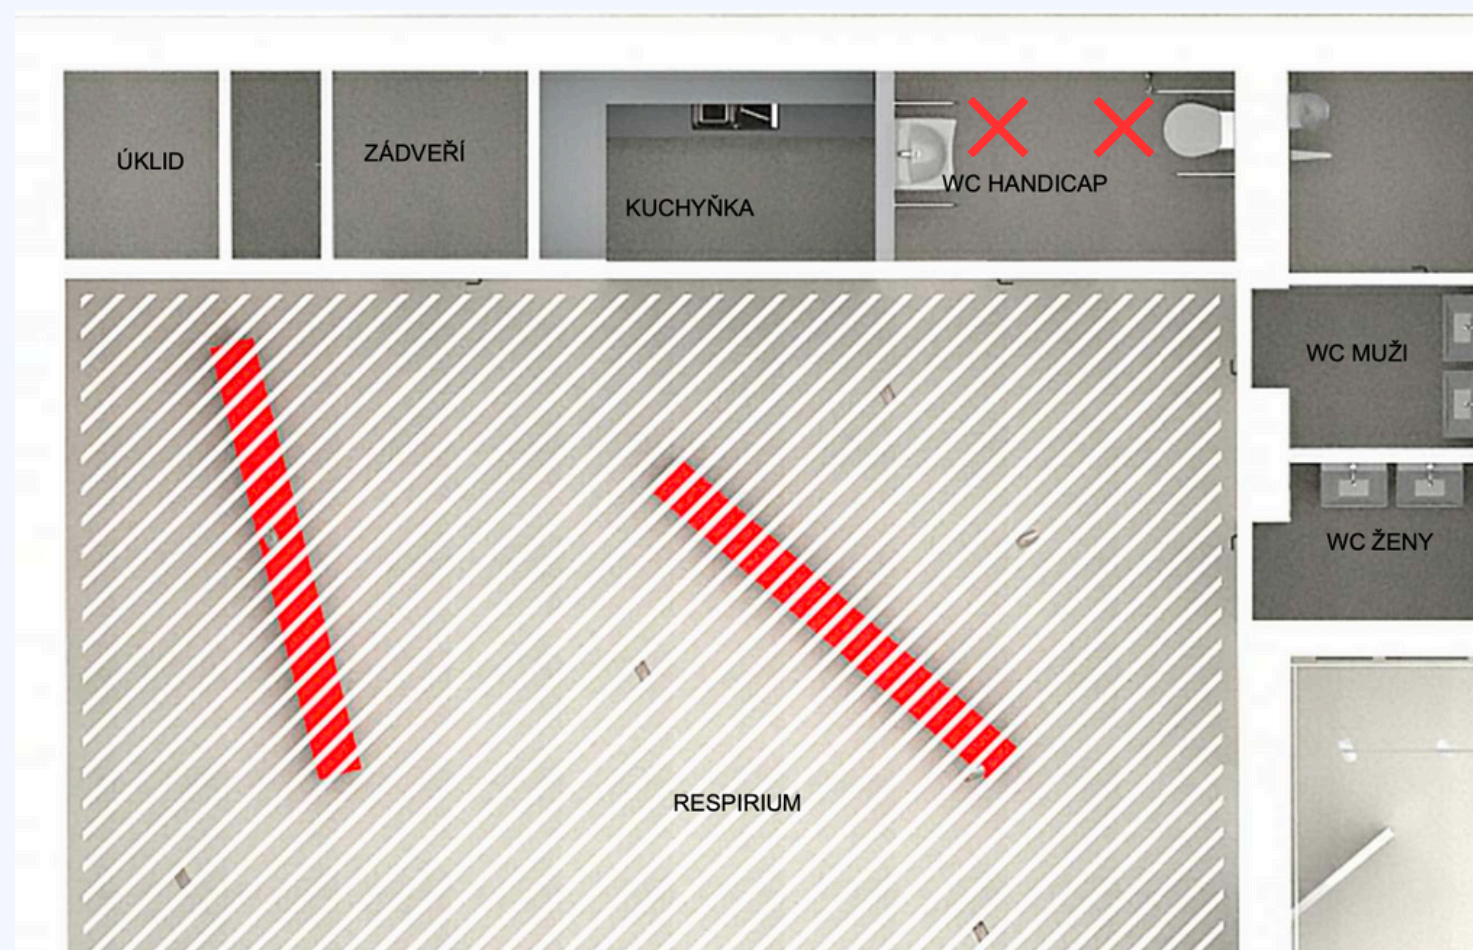 ÚKLID
ZÁDVEŘÍ
KUCHYŇKA
WC HANDICAP
WC MUŽI
WC ŽENY
RESPIRIUM